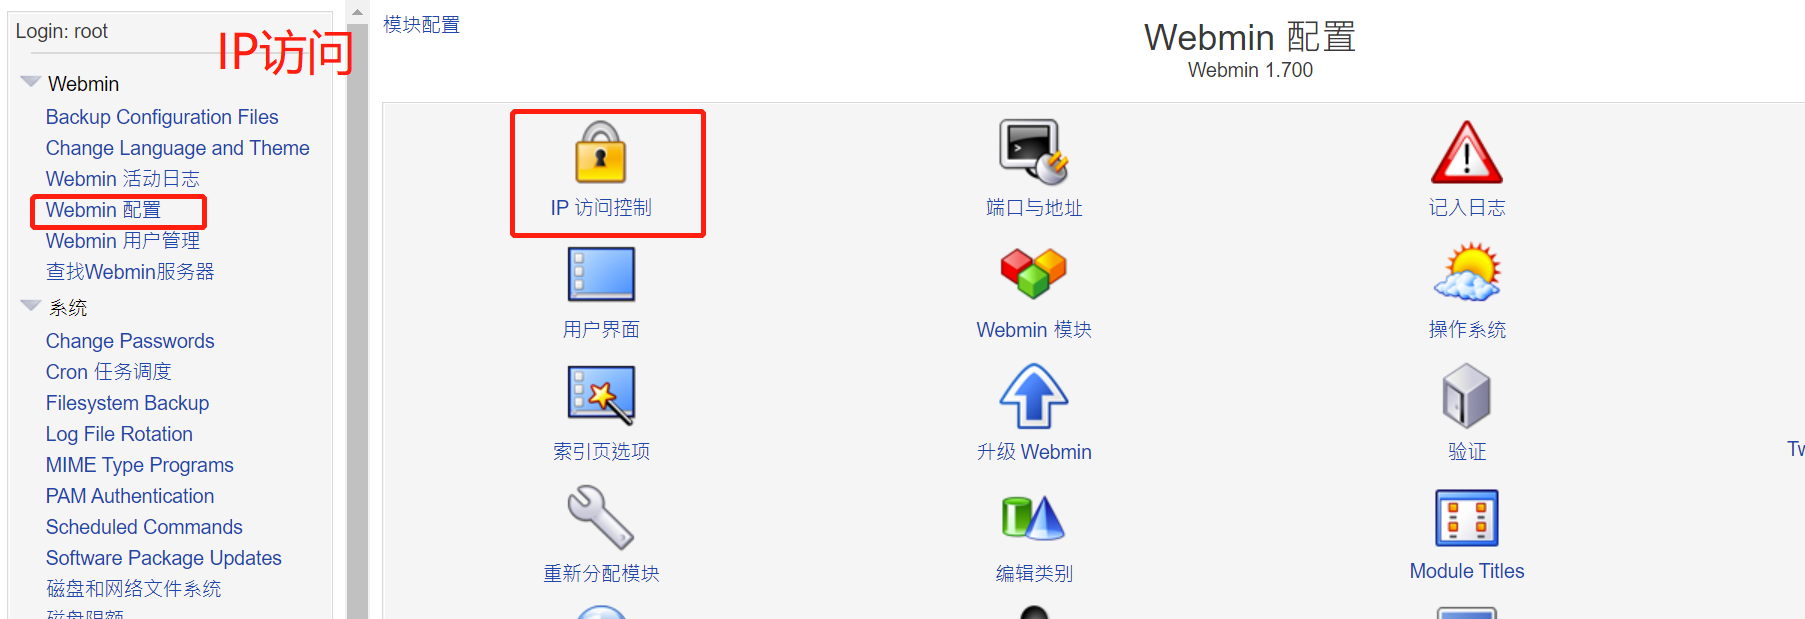 Login: root
IP访问
Webmin
Backup Configuration Files
Change Language and Theme
Webmin 活动日志
Webmin 配置
Webmin 用户管理
查找Webmin服务器
系统
Change Passwords
Cron 任务调度
Filesystem Backup
Log File Rotation
MIME Type Programs
PAM Authentication
Scheduled Commands
Software Package Updates
磁盘和网络文件系统
磁盘限额
模块配置
Webmin 配置
Webmin 1.700
IP 访问控制
端口与地址
记入日志
用户界面
Webmin 模块
操作系统
索引页选项
升级 Webmin
验证
Tw
重新分配模块
编辑类别
Module Titles